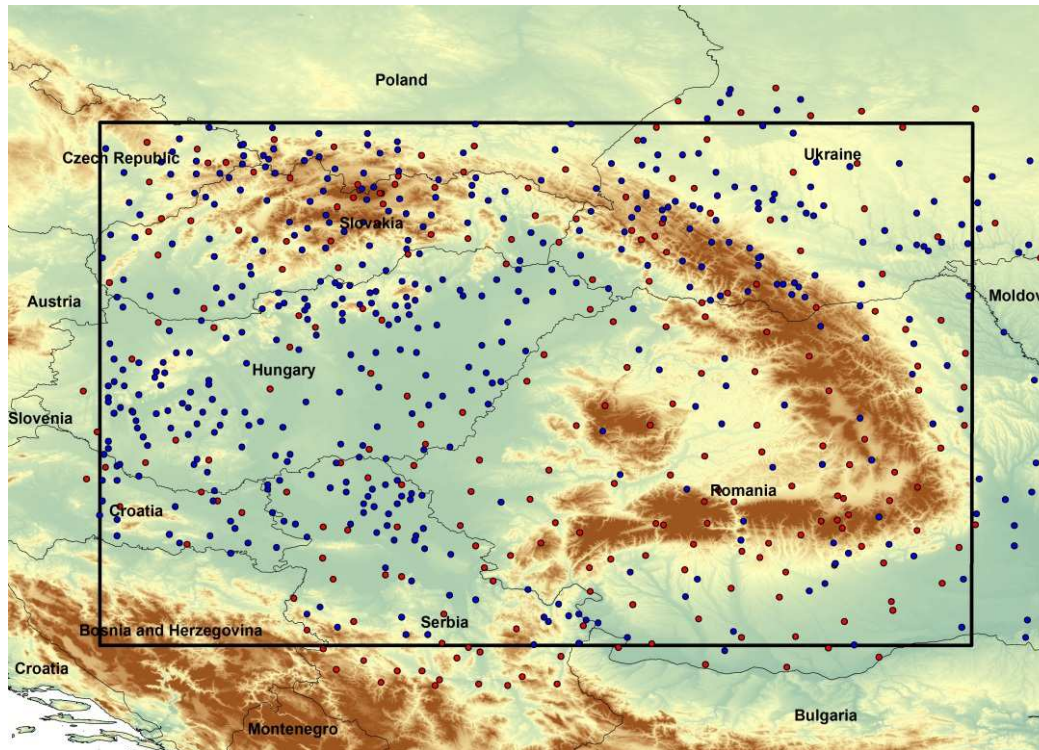 Poland
Czech Republic
Ukraine
Slovakia
Austria
Moldov
Hungary
Slovenia
Romania
Croatia
Serbia
Bosnia and Herzegovina
Croatia
Bulgaria
Montenegro